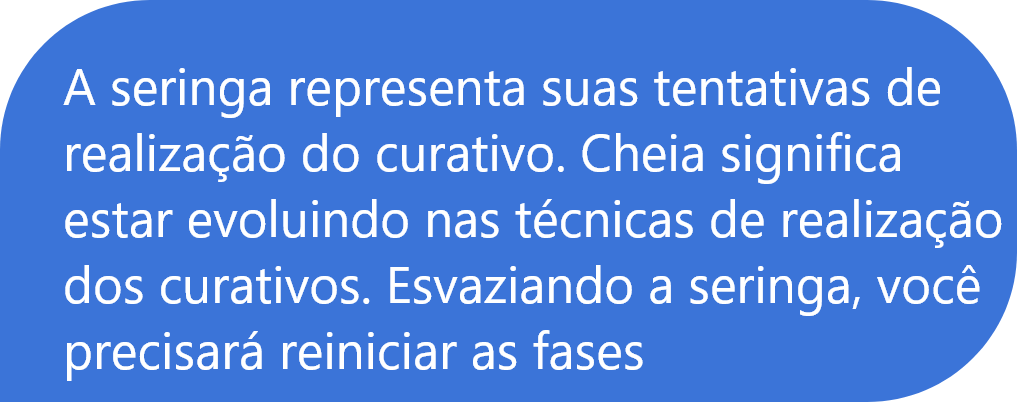 A seringa representa suas tentativas de
realização do curativo. Cheia significa
estar evoluindo nas técnicas de realização
dos curativos. Esvaziando a seringa, você
precisará reiniciar as fases